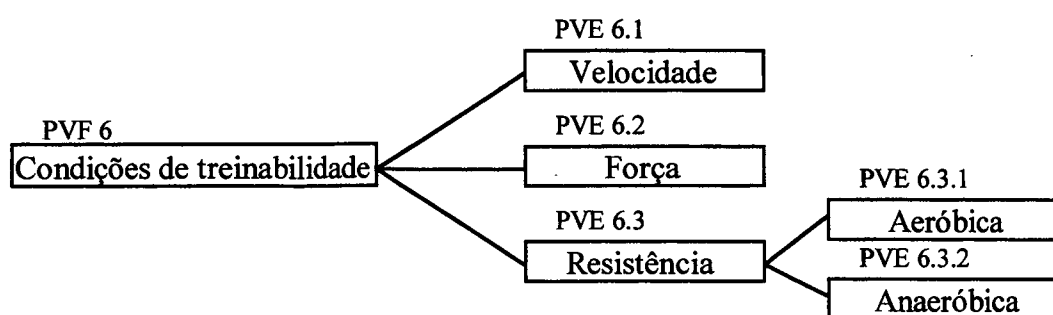 PVE 6.1
Velocidade
PVF 6
Condições de treinabilidade
PVE 6.2
Força
PVE 6.3
Resistência
PVE 6.3.1
Aeróbica
PVE 6.3.2
Anaeróbica